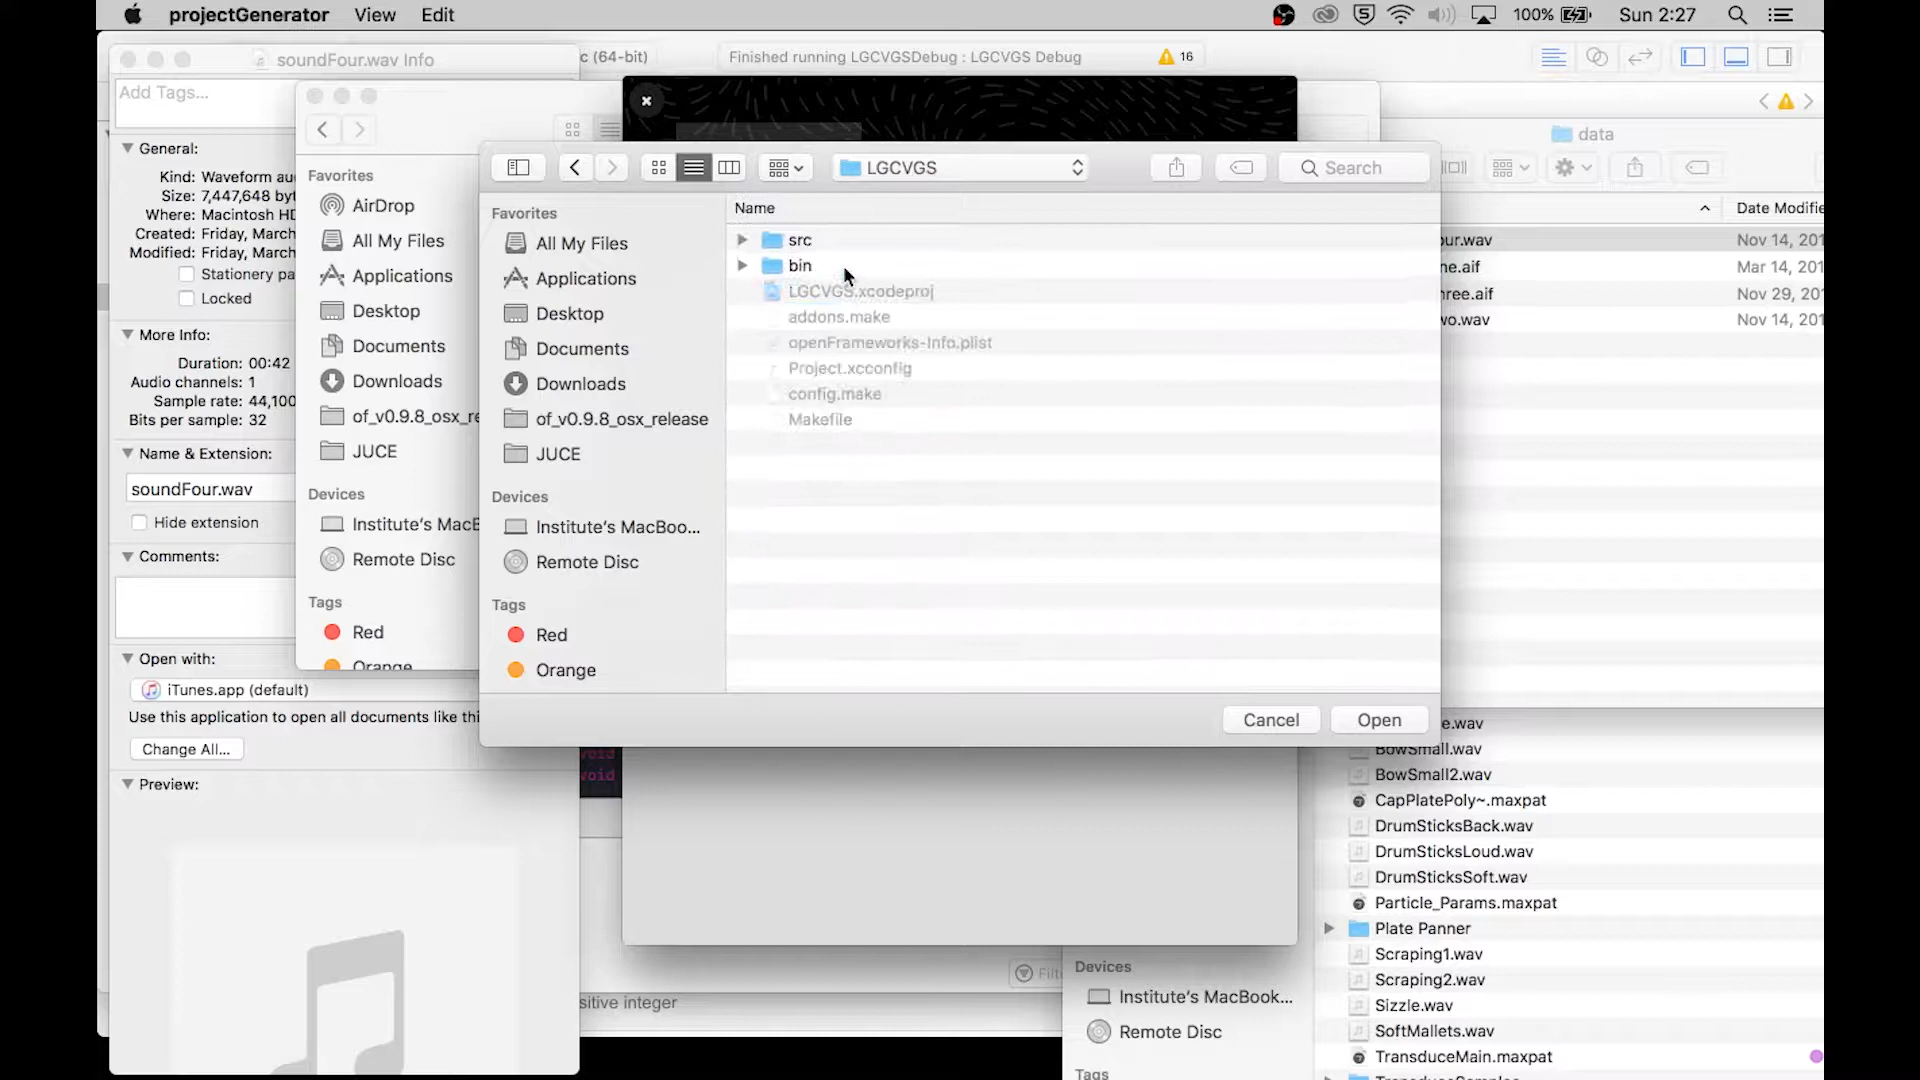 projectGenerator View Edit 100% Sun 2:27
soundFour.wav Info
c (64-bit)
Finished running LGCVGSDebug : LGCVGS Debug
16
Add Tags...
General:
Kind: Waveform au
Size: 7,447,648 byt
Where: Macintosh HD
Created: Friday, March
Modified: Friday, March
Stationery pa
Locked
More Info:
Duration: 00:42
Audio channels: 1
Sample rate: 44,100
Bits per sample: 32
Name & Extension:
soundFour.wav
Hide extension
Comments:
Open with:
iTunes.app (default)
Use this application to open all documents like thi
Change All...
Preview:
Favorites
AirDrop
All My Files
Applications
Desktop
Documents
Downloads
of_v0.9.8_osx_re
JUCE
Devices
Institute's MacB
Remote Disc
Tags
Red
Orange
LGCVGS
Search
Favorites
All My Files
Applications
Desktop
Documents
Downloads
of_v0.9.8_osx_release
JUCE
Devices
Institute's MacBoo...
Remote Disc
Tags
Red
Orange
Name
src
bin
LGCVGS.xcodeproj
addons.make
openFrameworks-Info.plist
Project.xcconfig
config.make
Makefile
Cancel
Open
void
void
sitive integer
Filt
data
Date Modifie
our.wav Nov 14, 201
ne.aif Mar 14, 201
hree.aif Nov 29, 201
wo.wav Nov 14, 201
e.wav
BowSmall.wav
BowSmall2.wav
CapPlatePoly~.maxpat
DrumSticksBack.wav
DrumSticksLoud.wav
DrumSticksSoft.wav
Particle_Params.maxpat
Plate Panner
Scraping1.wav
Scraping2.wav
Sizzle.wav
SoftMallets.wav
TransduceMain.maxpat
Devices
Institute's MacBook...
Remote Disc
Tags